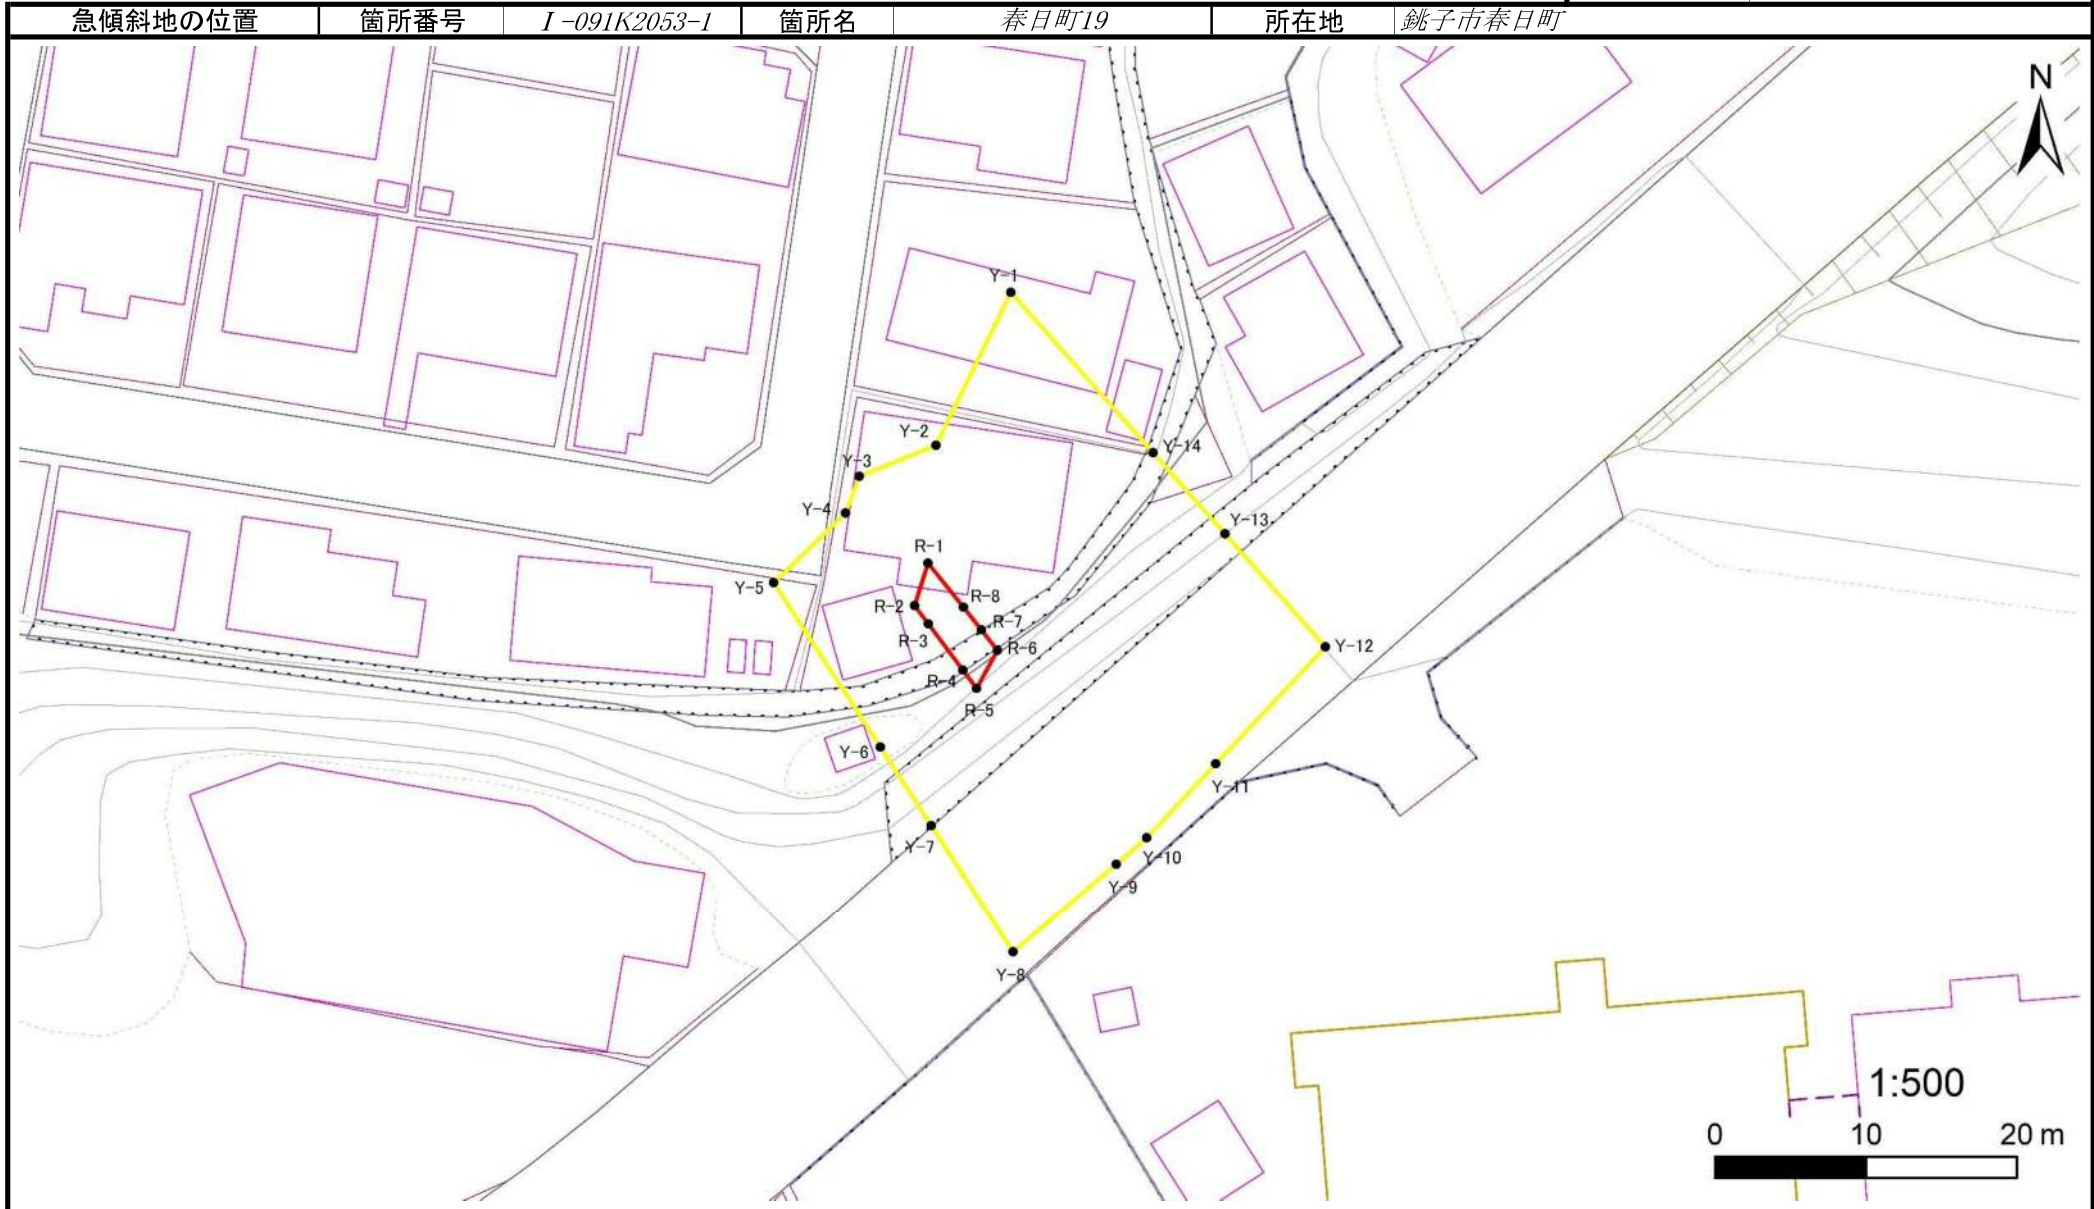 急傾斜地の位置 箇所番号 I-091K2053-1 箇所名 春日町19 所在地 銚子市春日町
N
Y-1
Y-2
Y-14
Y-3
Y-4
Y-13
R-1
Y-5
R-8
R-2
R-7
R-3
R-6
Y-12
R-4
R-5
Y-6
Y-11
Y-7
Y-10
Y-9
Y-8
1:500
0 10 20 m